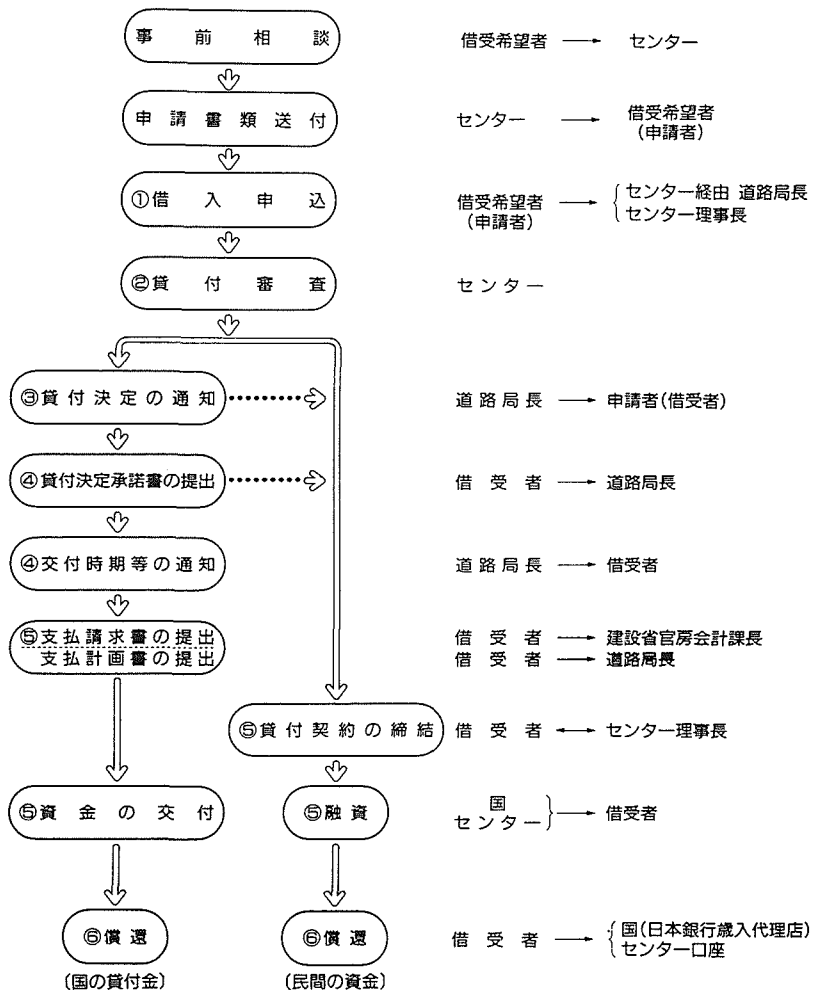 事前相談 借受希望者 → センター
申請書類送付 センター → 借受希望者
(申請者)
①借入申込 借受希望者 → センター経由 道路局長
(申請者) センター理事長
②貸付審査 センター
③貸付決定の通知 道路局長 → 申請者(借受者)
④貸付決定承諾書の提出 借受者 → 道路局長
④交付時期等の通知 道路局長 → 借受者
⑤支払請求書の提出 借受者 → 建設省官房会計課長
支払計画書の提出 借受者 → 道路局長
⑤貸付契約の締結 借受者 ↔ センター理事長
⑤資金の交付 ⑤融資 国 → 借受者
センター
⑥償還 ⑥償還 借受者 → 国(日本銀行歳入代理店)
センター口座
(国の貸付金) (民間の資金)